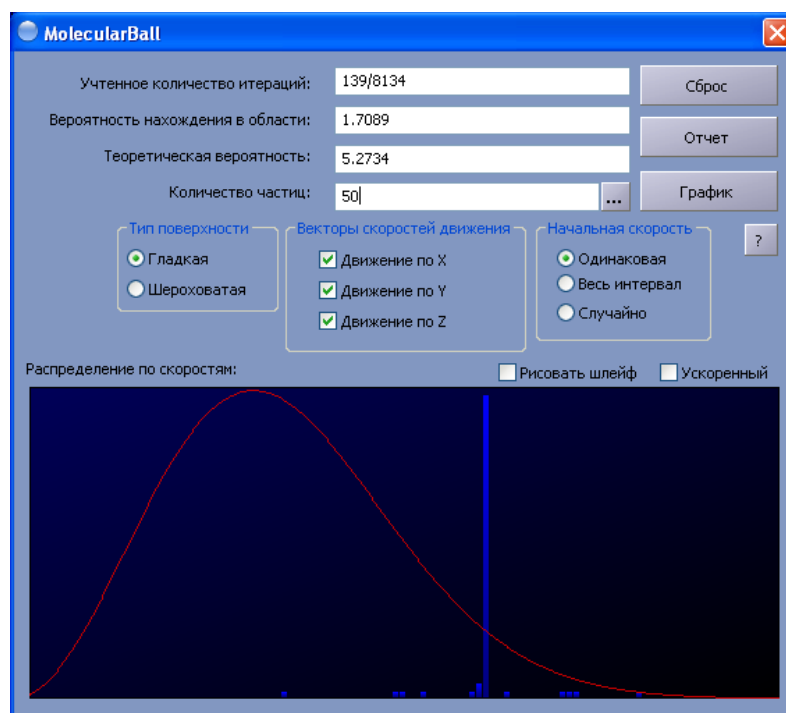 MolecularBall
Учтенное количество итераций: 139/8134
Сброс
Вероятность нахождения в области: 1.7089
Отчет
Теоретическая вероятность: 5.2734
Количество частиц: 50 ...
График
Тип поверхности
Гладкая
Шероховатая
Векторы скоростей движения
Движение по X
Движение по Y
Движение по Z
Начальная скорость
Одинаковая
Весь интервал
Случайно
?
Распределение по скоростям:
Рисовать шлейф
Ускоренный